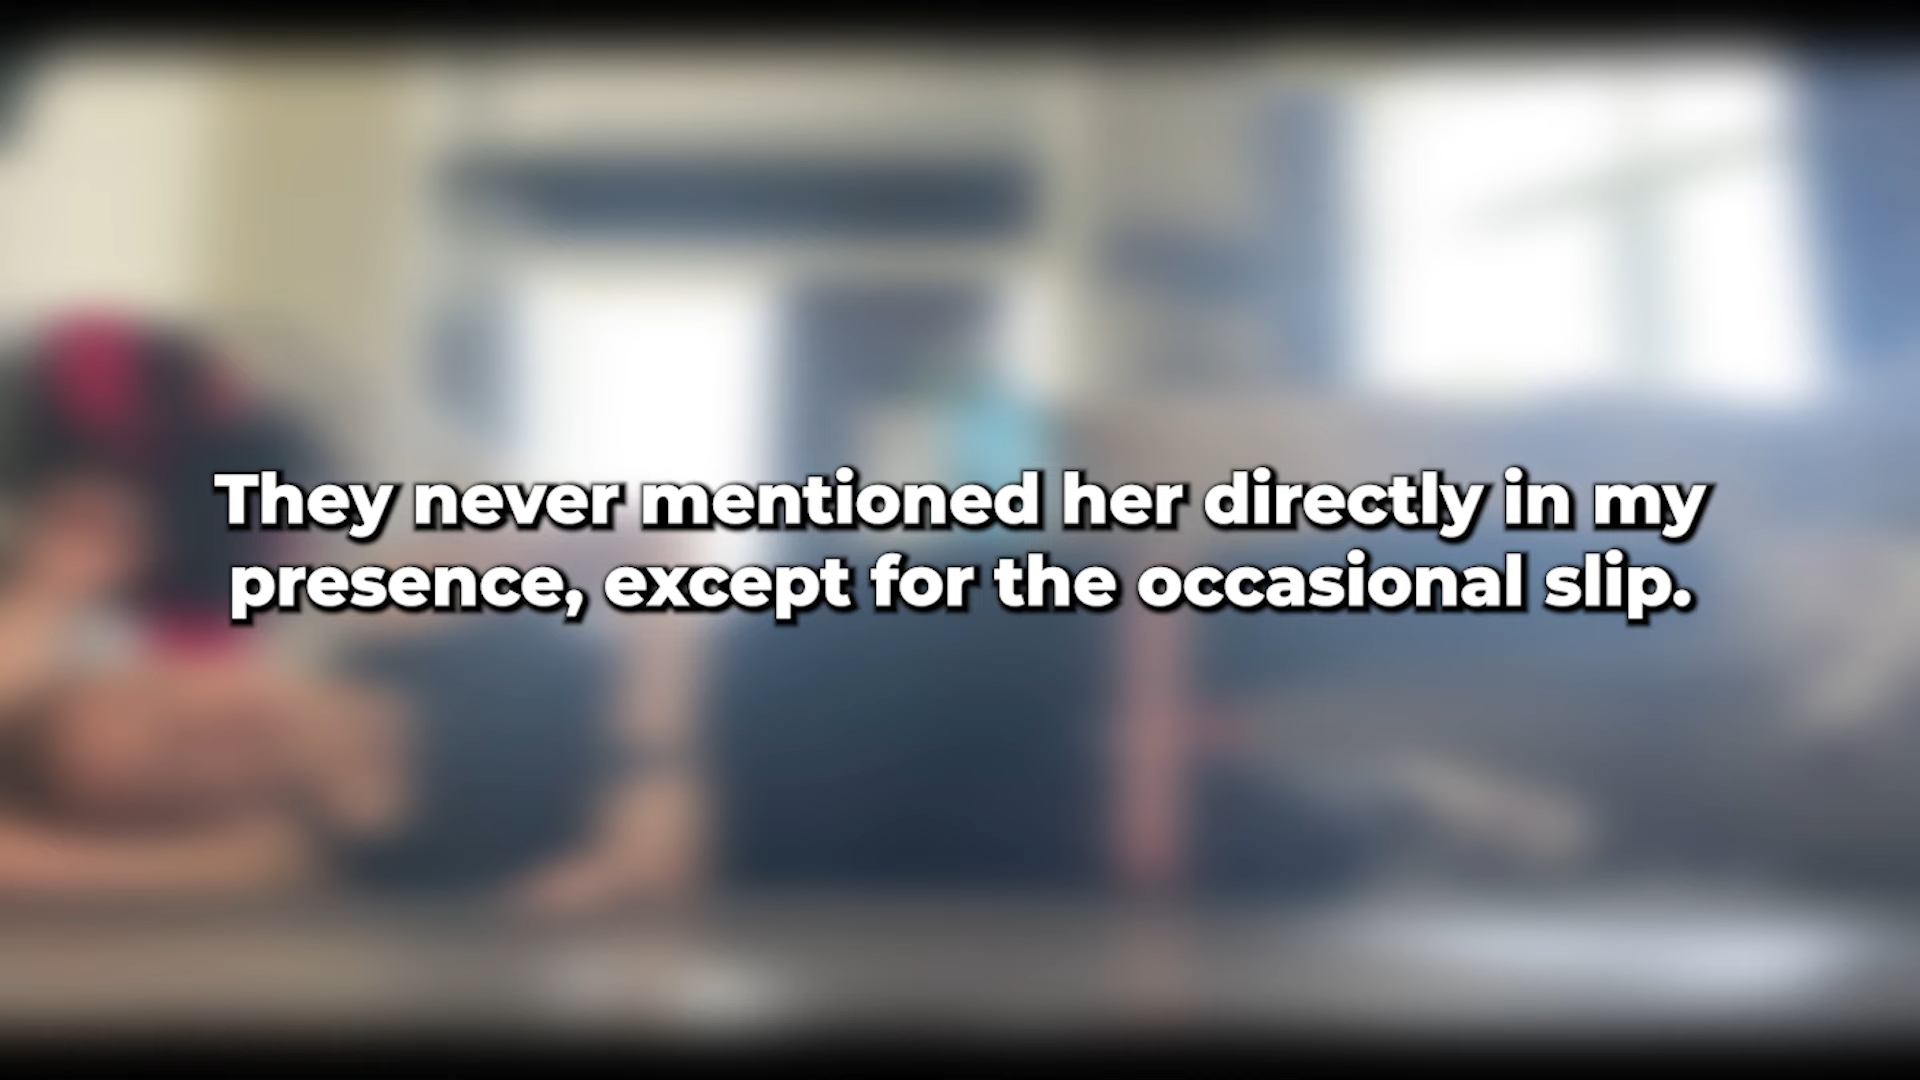 They never mentioned her directly in my
presence, except for the occasional slip.